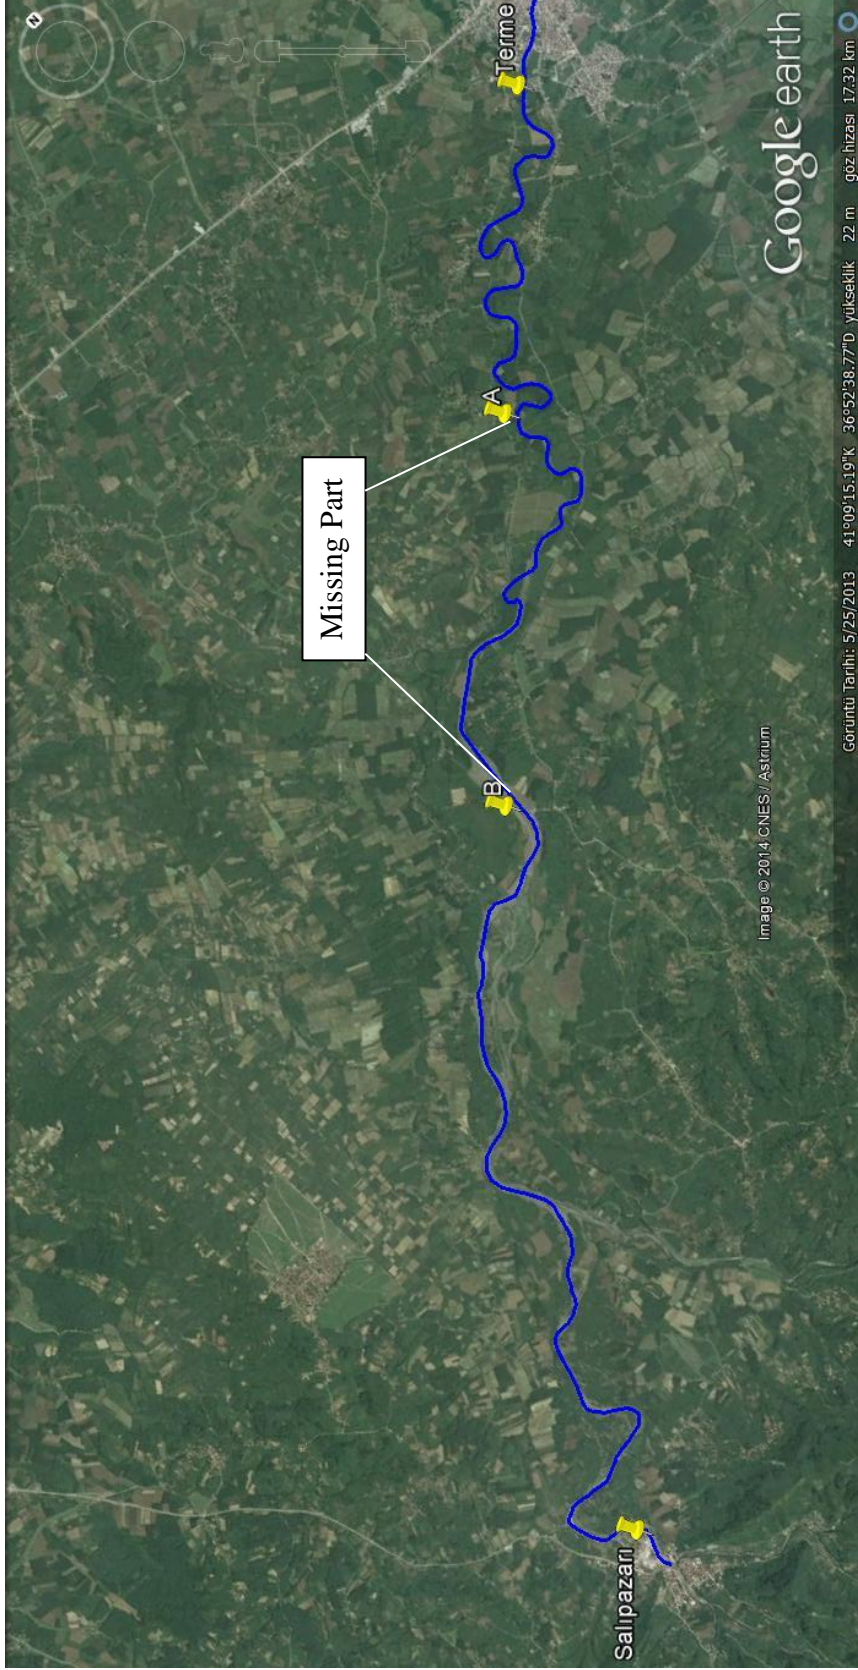 N
Terme
A
Missing Part
B
Salıpazarı
Google earth
Image © 2014 CNES / Astrium
Görüntü Tarihi: 5/25/2013 41°09'15.19"K 36°52'38.77"D yükseklik 22 m göz hizası 17.32 km